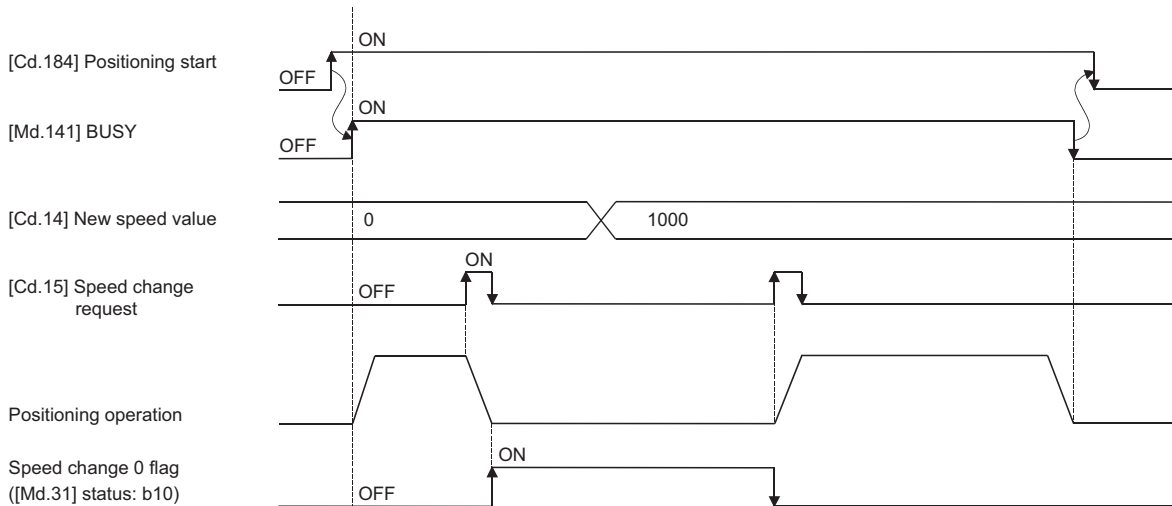 ON
[Cd.184] Positioning start
OFF
ON
[Md.141] BUSY
OFF
[Cd.14] New speed value
0
1000
ON
[Cd.15] Speed change
request
OFF
Positioning operation
ON
Speed change 0 flag
([Md.31] status: b10)
OFF